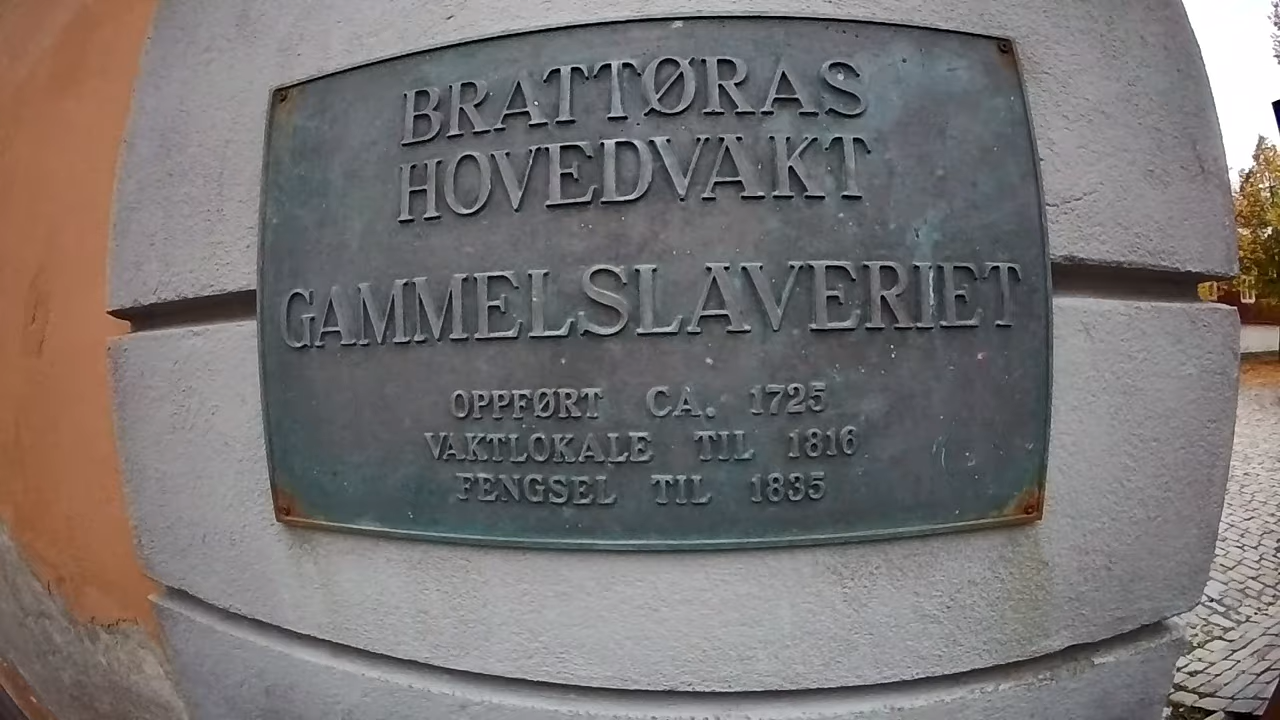 BRATTØRAS
HOVEDVAKT
GAMMELSLAVERIET
OPPFØRT CA. 1725
VAKTLOKALE TIL 1816
FENGSEL TIL 1835